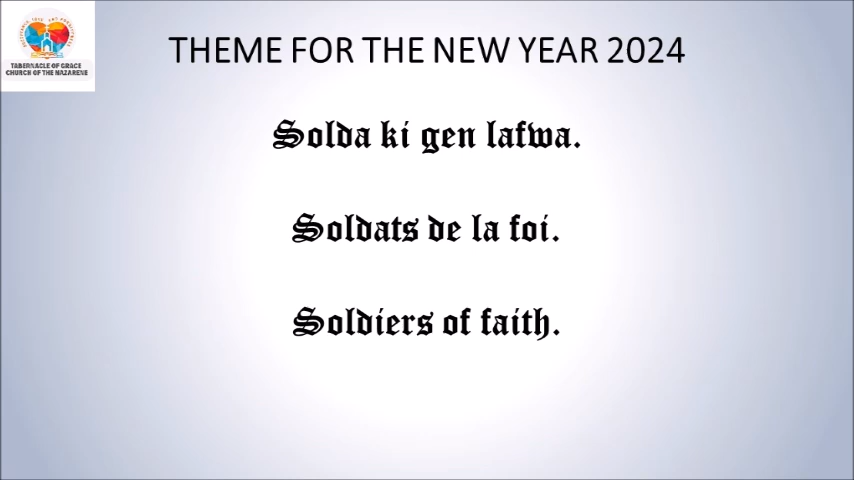 TABERNACLE OF GRACE
CHURCH OF THE NAZARENE
THEME FOR THE NEW YEAR 2024
Solda ki gen lafwa.
Soldats de la foi.
Soldiers of faith.